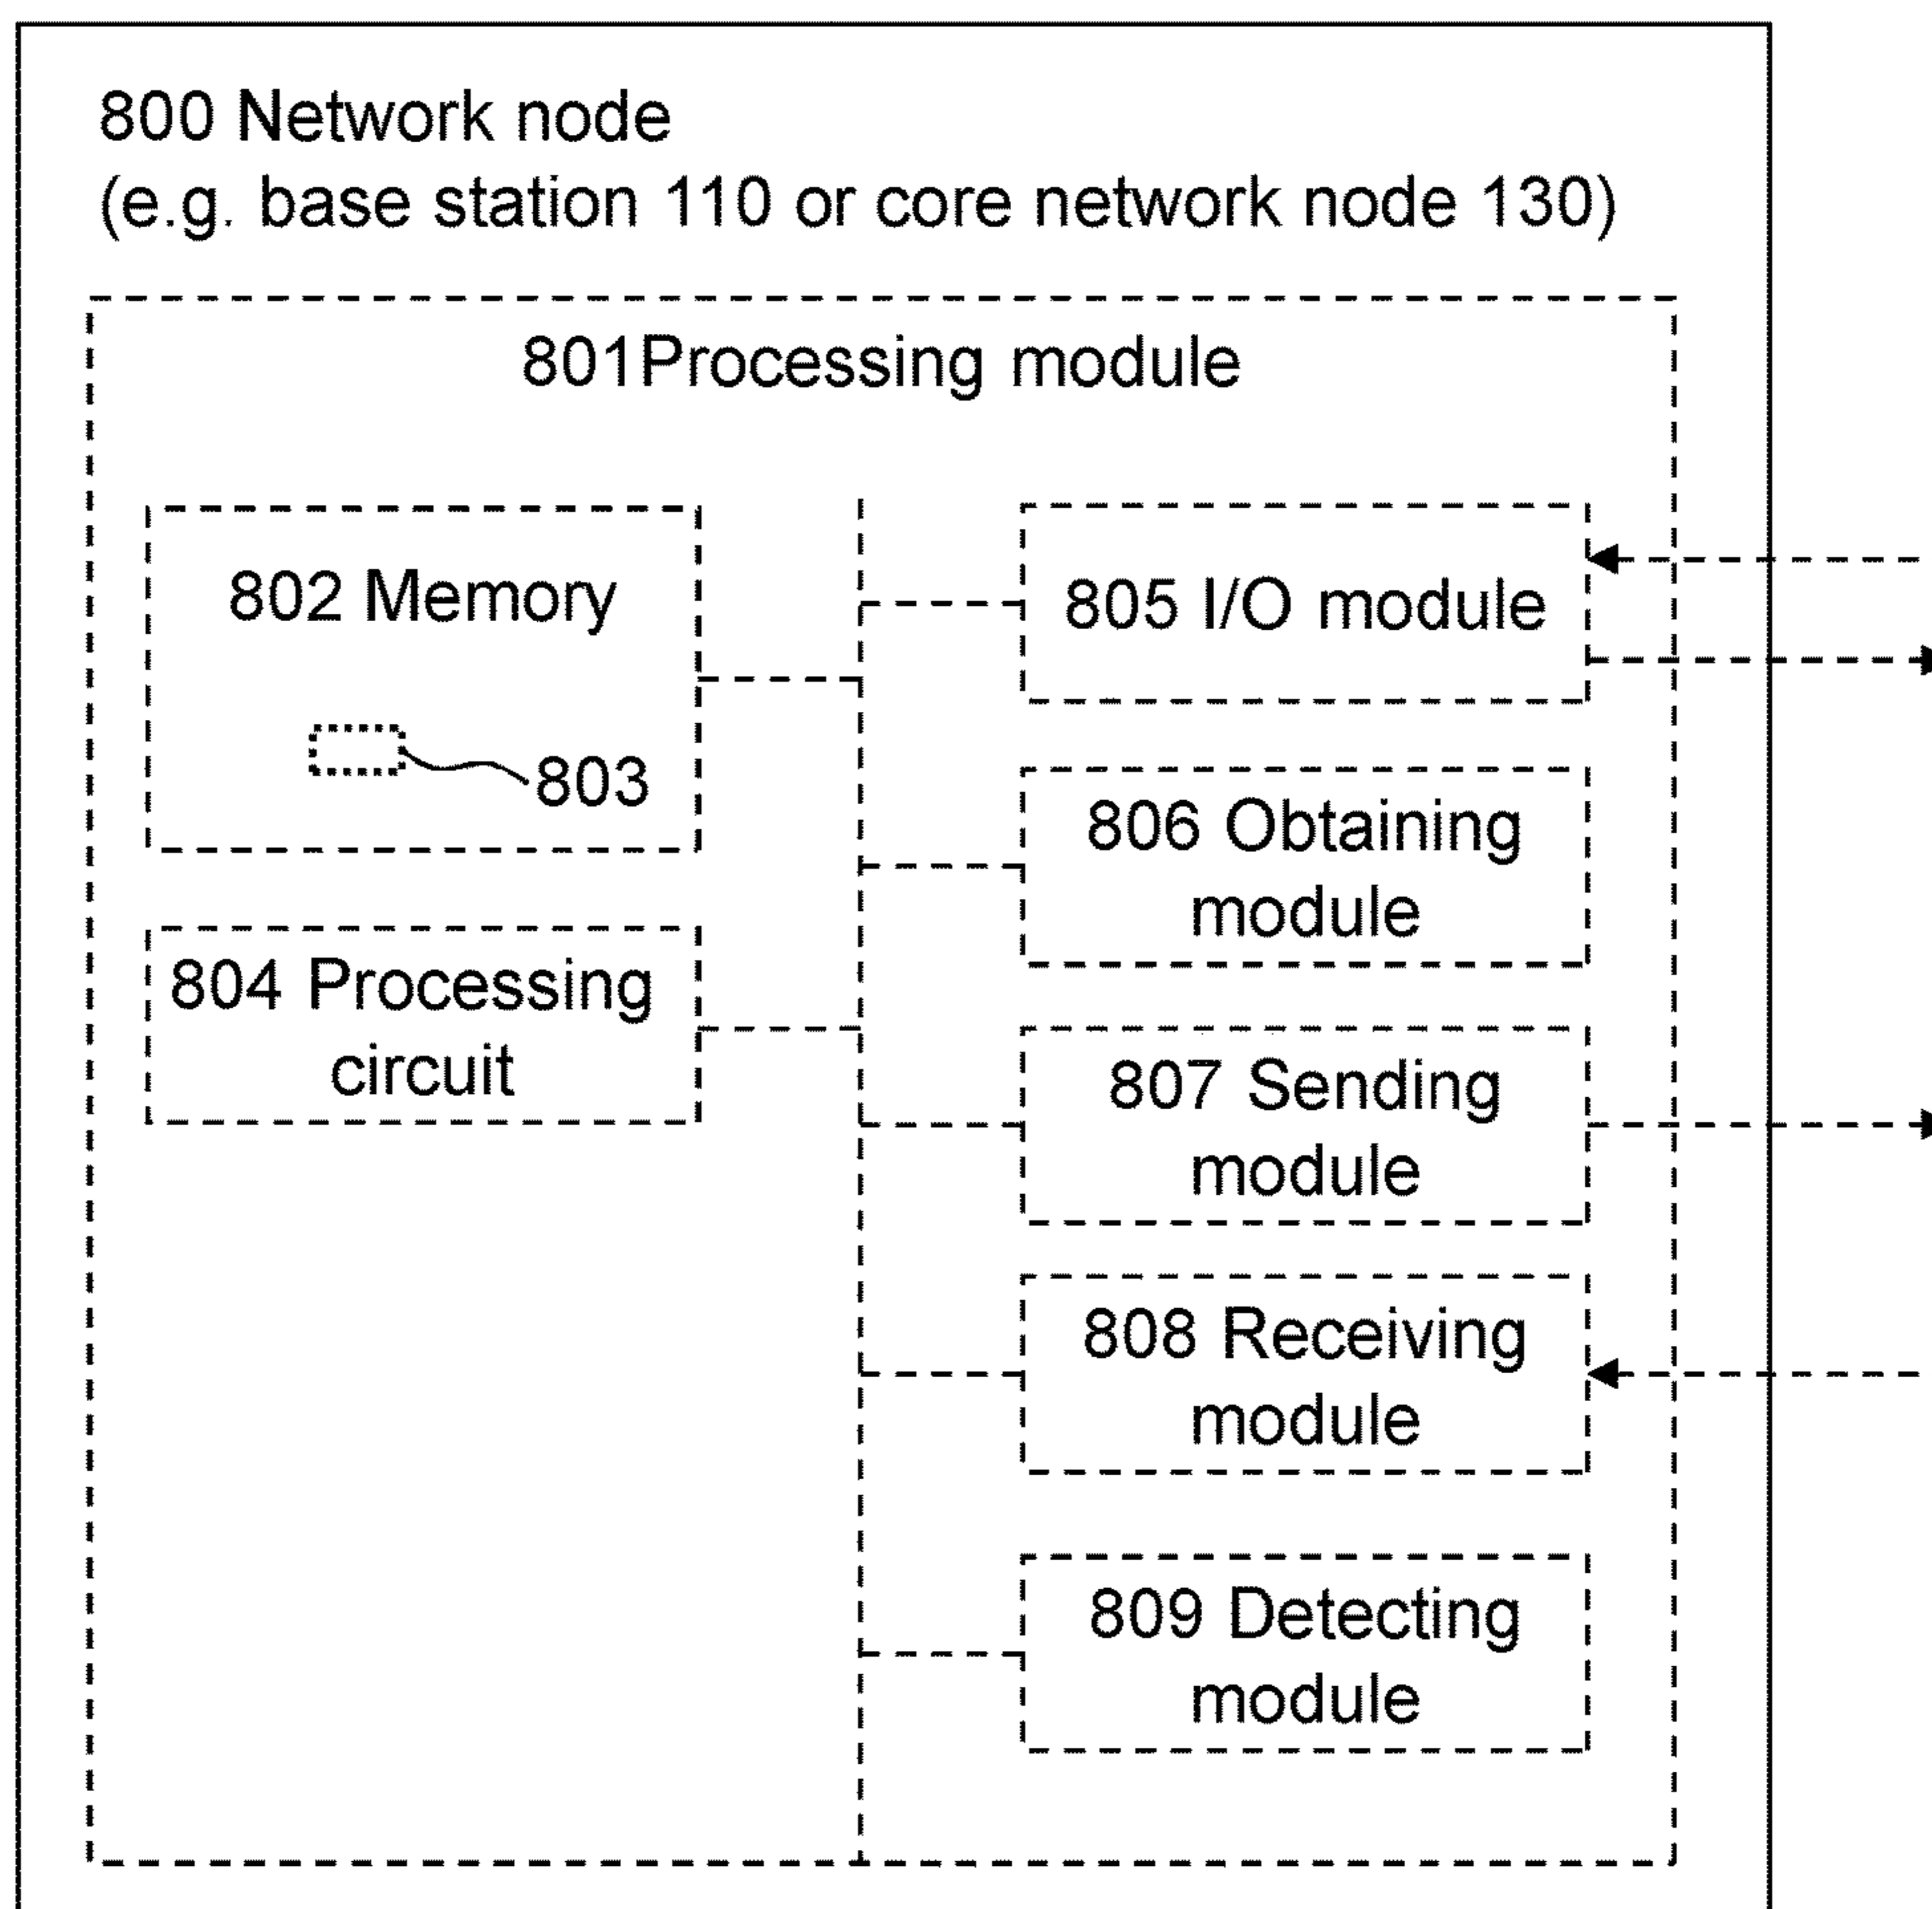 800 Network node
(e.g. base station 110 or core network node 130)
801Processing module
802 Memory
803
804 Processing
circuit
805 I/O module
806 Obtaining
module
807 Sending
module
808 Receiving
module
809 Detecting
module